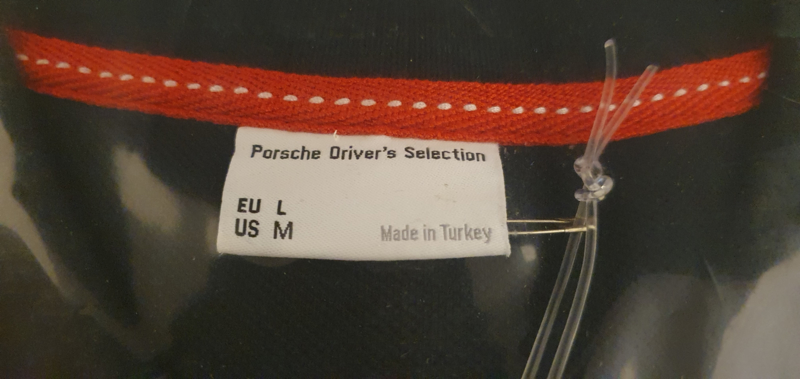 Porsche Driver's Selection
EU L
US M
Made in Turkey